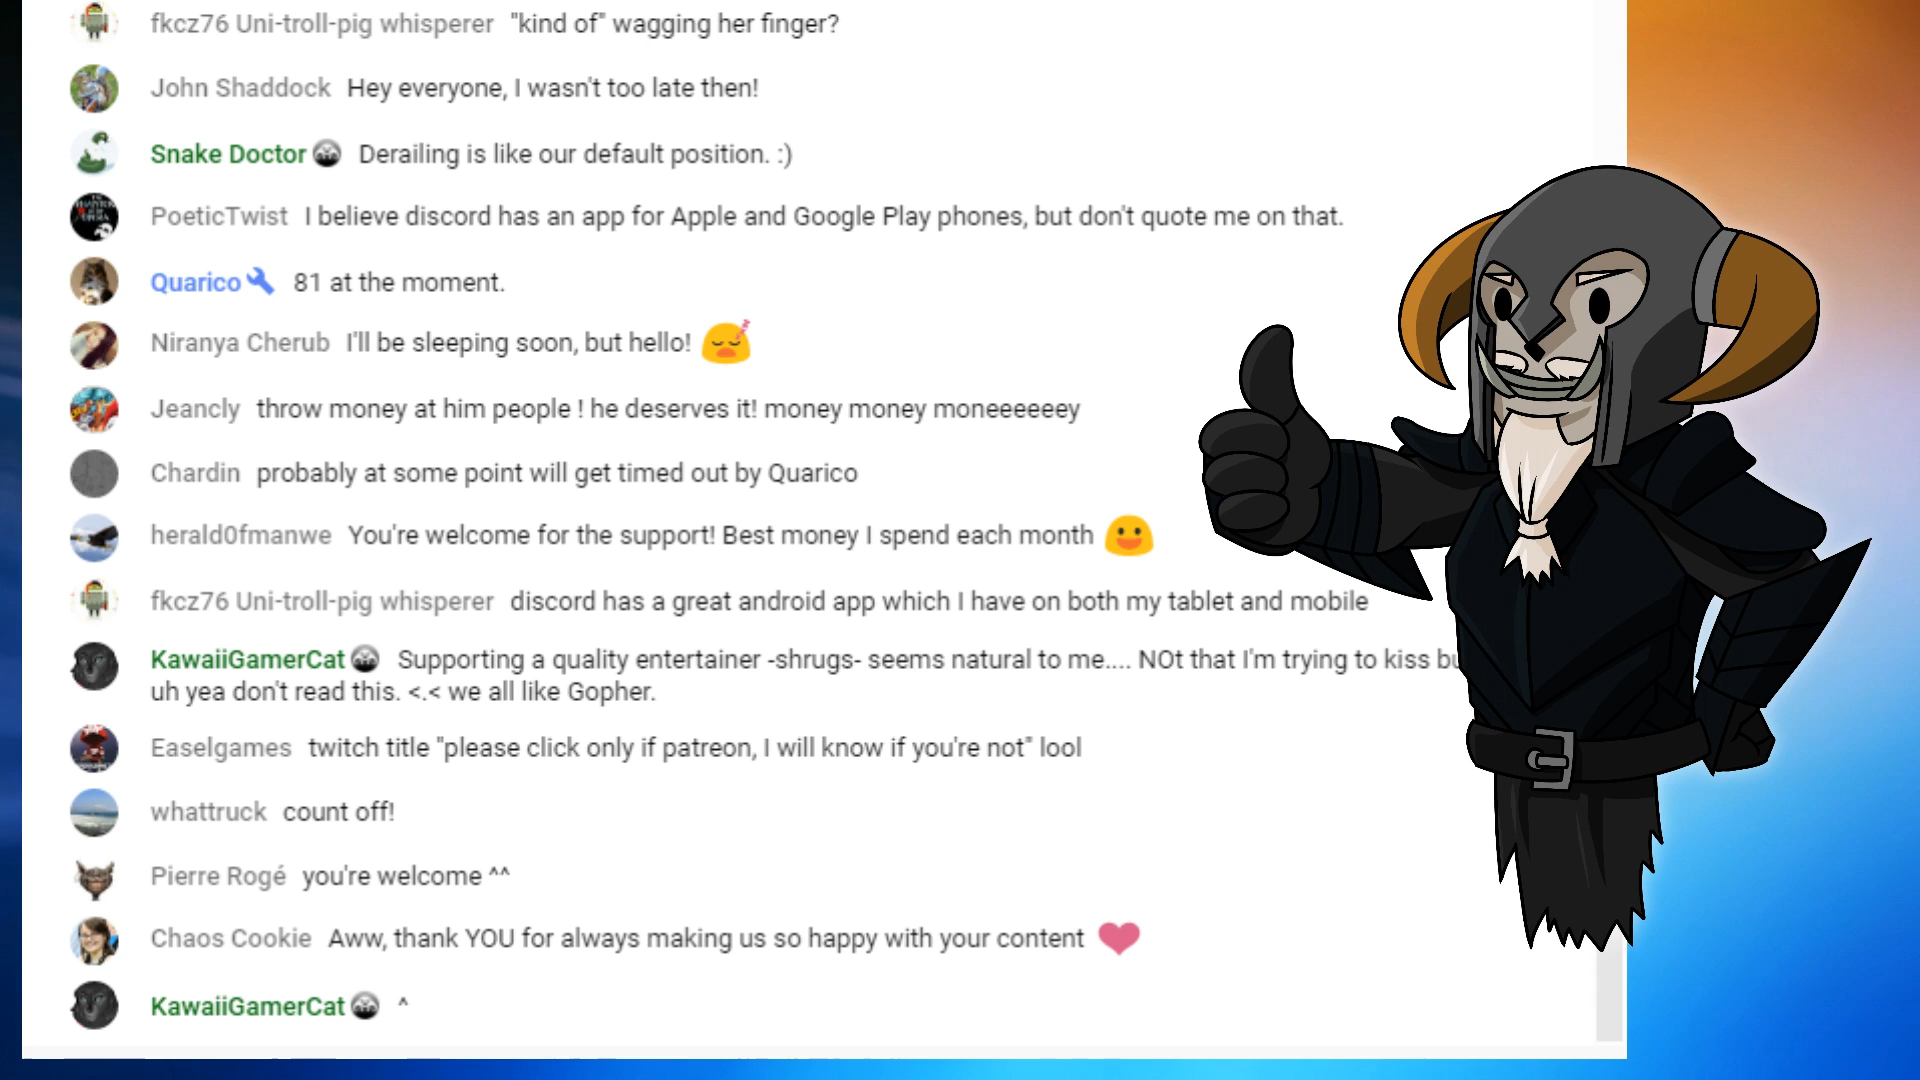 fkcz76 Uni-troll-pig whisperer "kind of" wagging her finger?
John Shaddock Hey everyone, I wasn't too late then!
Snake Doctor Derailing is like our default position. :)
PoeticTwist I believe discord has an app for Apple and Google Play phones, but don't quote me on that.
Quarico 81 at the moment.
Niranya Cherub I'll be sleeping soon, but hello!
Jeancly throw money at him people ! he deserves it! money money moneeeeeey
Chardin probably at some point will get timed out by Quarico
herald0fmanwe You're welcome for the support! Best money I spend each month
fkcz76 Uni-troll-pig whisperer discord has a great android app which I have on both my tablet and mobile
KawaiiGamerCat Supporting a quality entertainer -shrugs- seems natural to me.... NOt that I'm trying to kiss
uh yea don't read this. <.< we all like Gopher.
Easelgames twitch title "please click only if patreon, I will know if you're not" lool
whattruck count off!
Pierre Rogé you're welcome ^^
Chaos Cookie Aww, thank YOU for always making us so happy with your content
KawaiiGamerCat ^